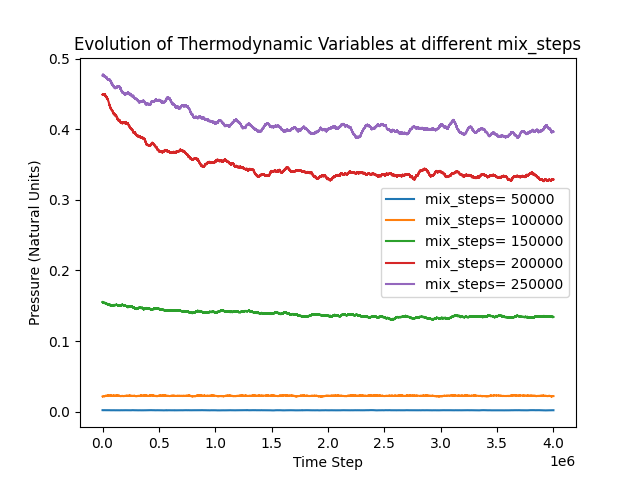 Evolution of Thermodynamic Variables at different mix_steps
Pressure (Natural Units)
0.5
0.4
0.3
0.2
0.1
0.0
mix_steps= 50000
mix_steps= 100000
mix_steps= 150000
mix_steps= 200000
mix_steps= 250000
0.0 0.5 1.0 1.5 2.0 2.5 3.0 3.5 4.0
1e6
Time Step